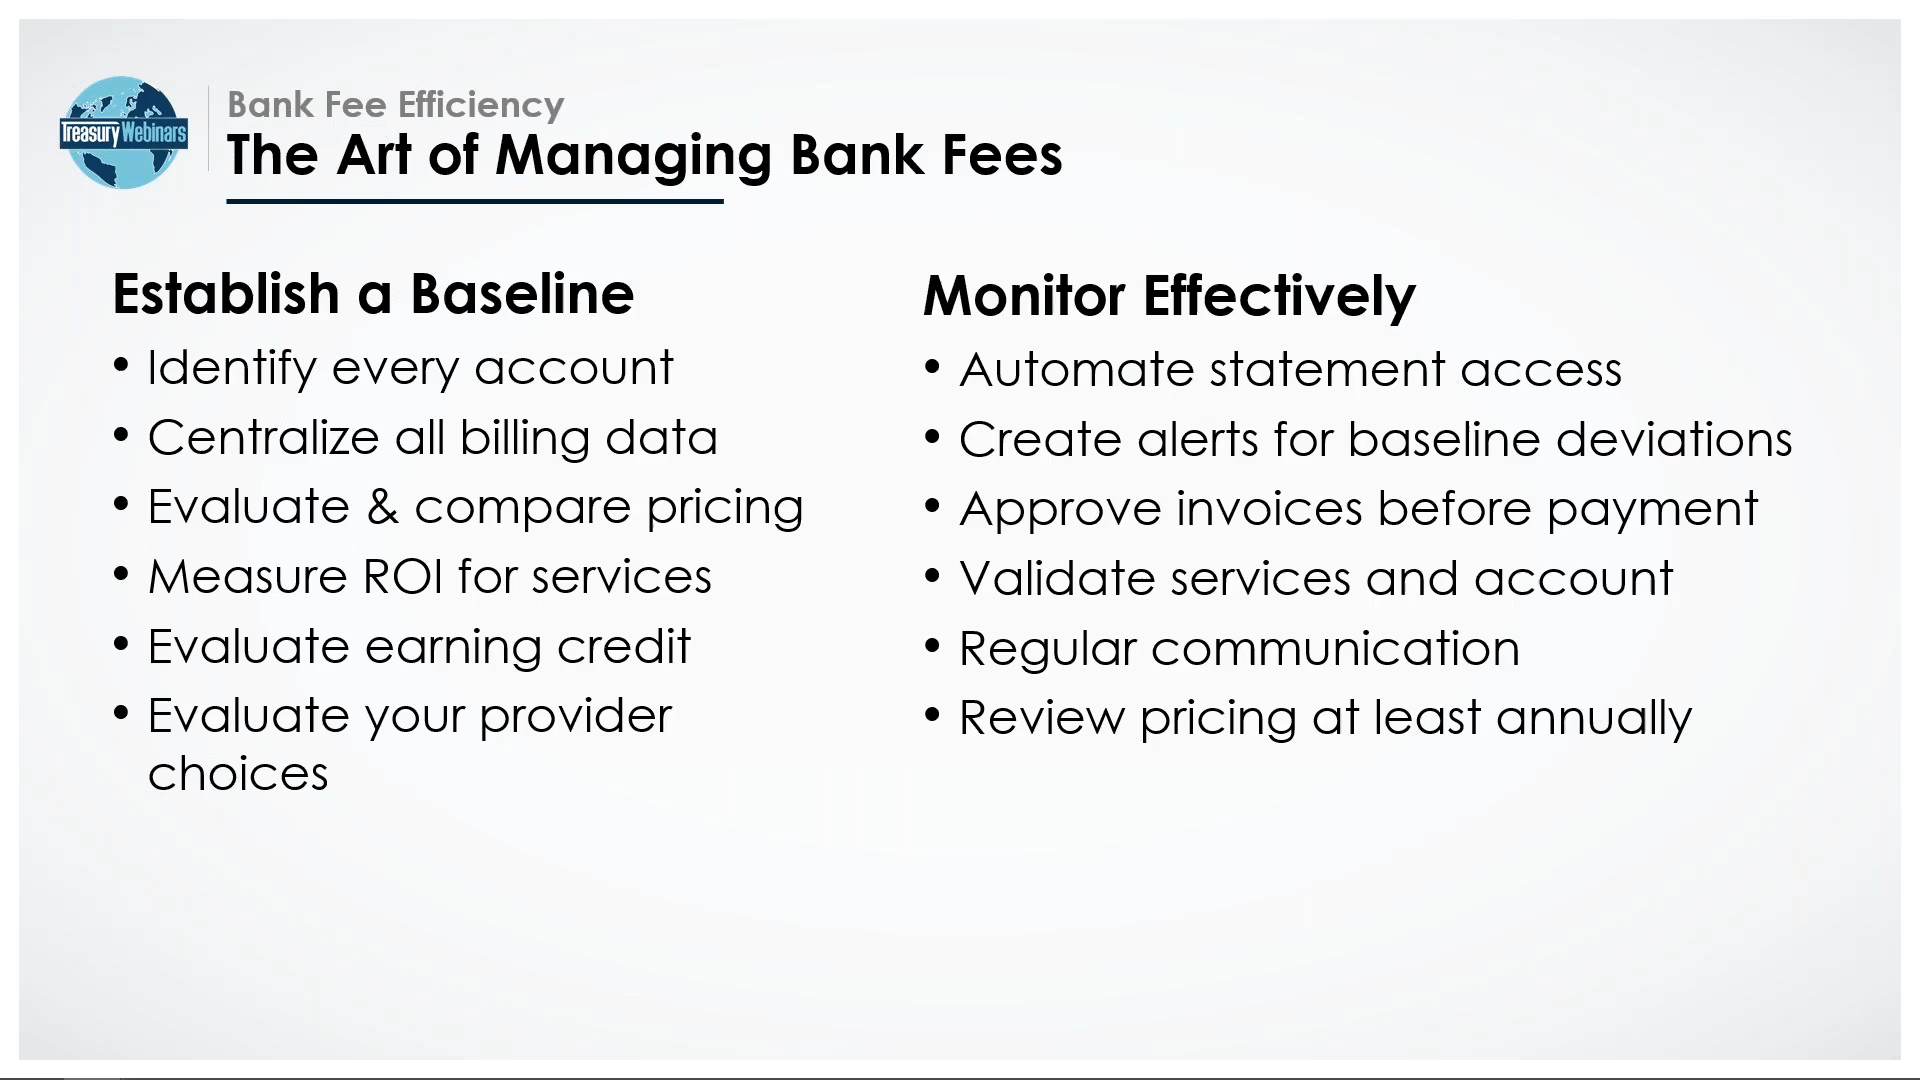 Treasury Webinars
Bank Fee Efficiency
The Art of Managing Bank Fees
Establish a Baseline
• Identify every account
• Centralize all billing data
• Evaluate & compare pricing
• Measure ROI for services
• Evaluate earning credit
• Evaluate your provider
choices
Monitor Effectively
• Automate statement access
• Create alerts for baseline deviations
• Approve invoices before payment
• Validate services and account
• Regular communication
• Review pricing at least annually